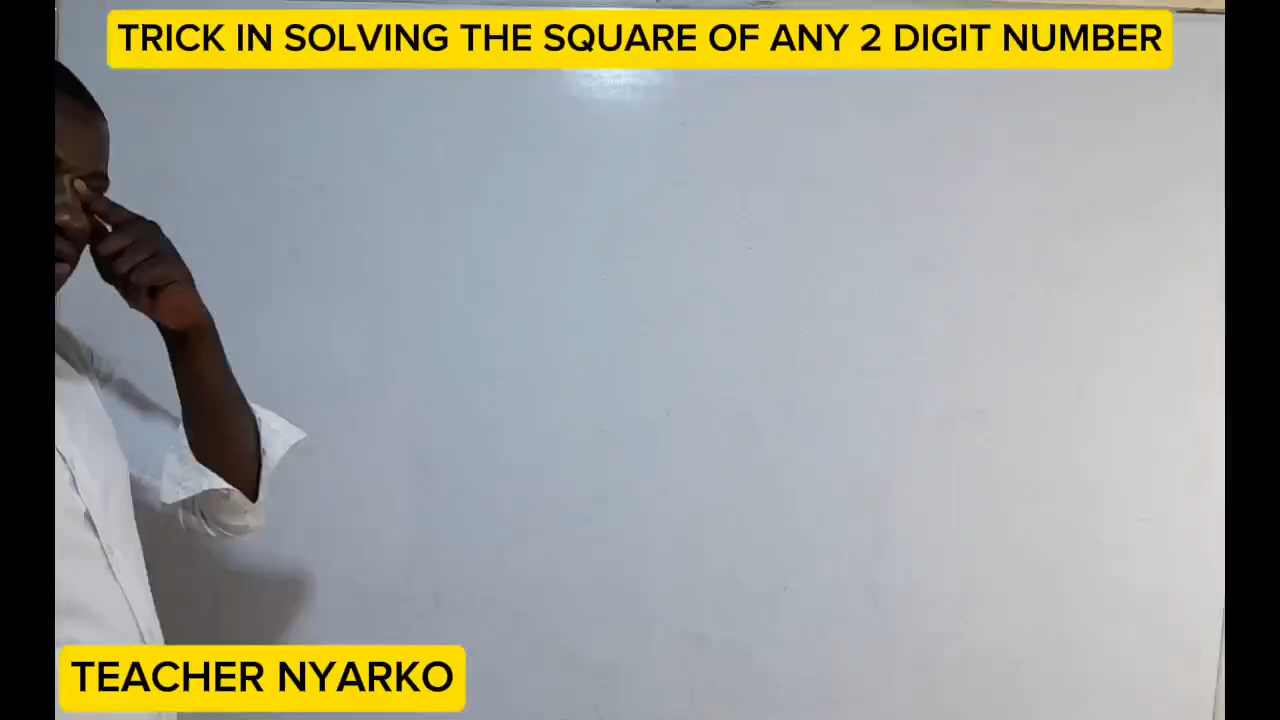 TRICK IN SOLVING THE SQUARE OF ANY 2 DIGIT NUMBER
TEACHER NYARKO